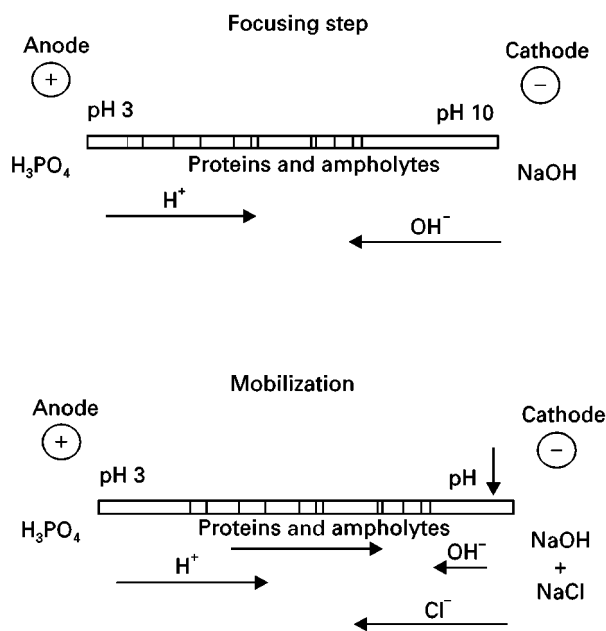 Focusing step
Anode
Cathode
+
−
pH 3
pH 10
H₃PO₄
Proteins and ampholytes
NaOH
H⁺
OH⁻
Mobilization
Anode
Cathode
+
−
pH 3
pH
H₃PO₄
Proteins and ampholytes
NaOH
+
NaCl
H⁺
OH⁻
Cl⁻